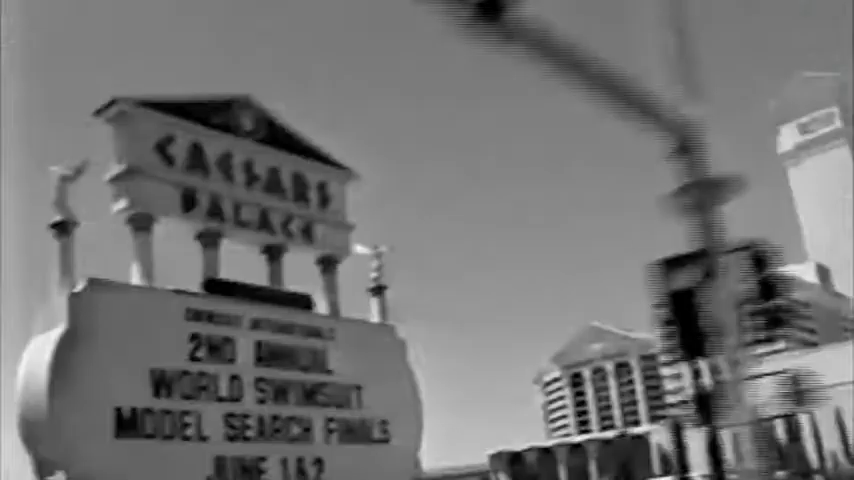 CAESARS
PALACE
2ND ANNUAL
WORLD SWIMSUIT
MODEL SEARCH FINALS
JUNE 1&2